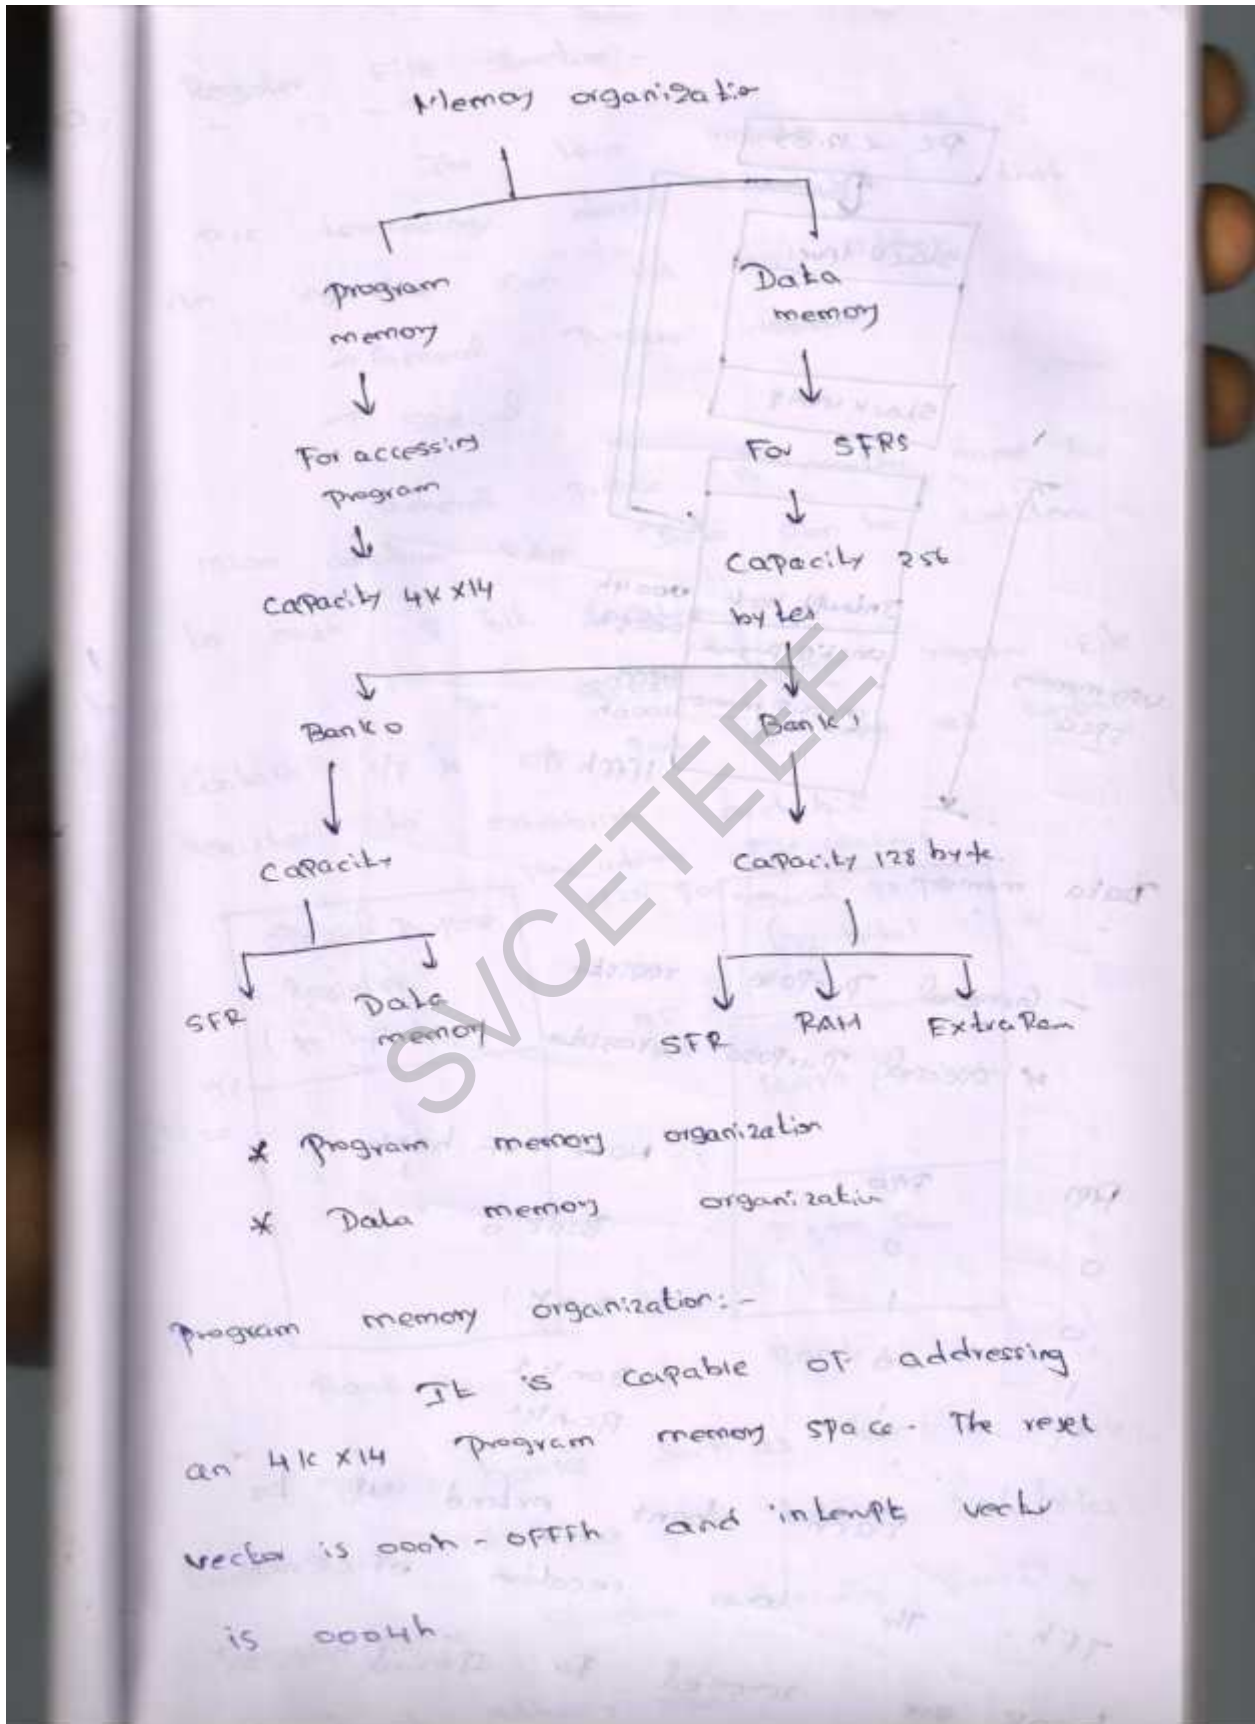 Memory organization
Program
memory
Data
memory
For accessing
program
For SFRS
Capacity 4K X14
Capacity 256
bytes
Bank 0
Bank 1
Capacity
Capacity 128 byte.
SFR
Data
memory
SFR
RAM
Extra Ram
SVCETEEE
* Program memory organization
* Data memory organization
Program memory organization:-
It is capable of addressing
an 4K X14 program memory space. The reset
vector is 000h - 0FFFh and interupt vector
is 0004h.